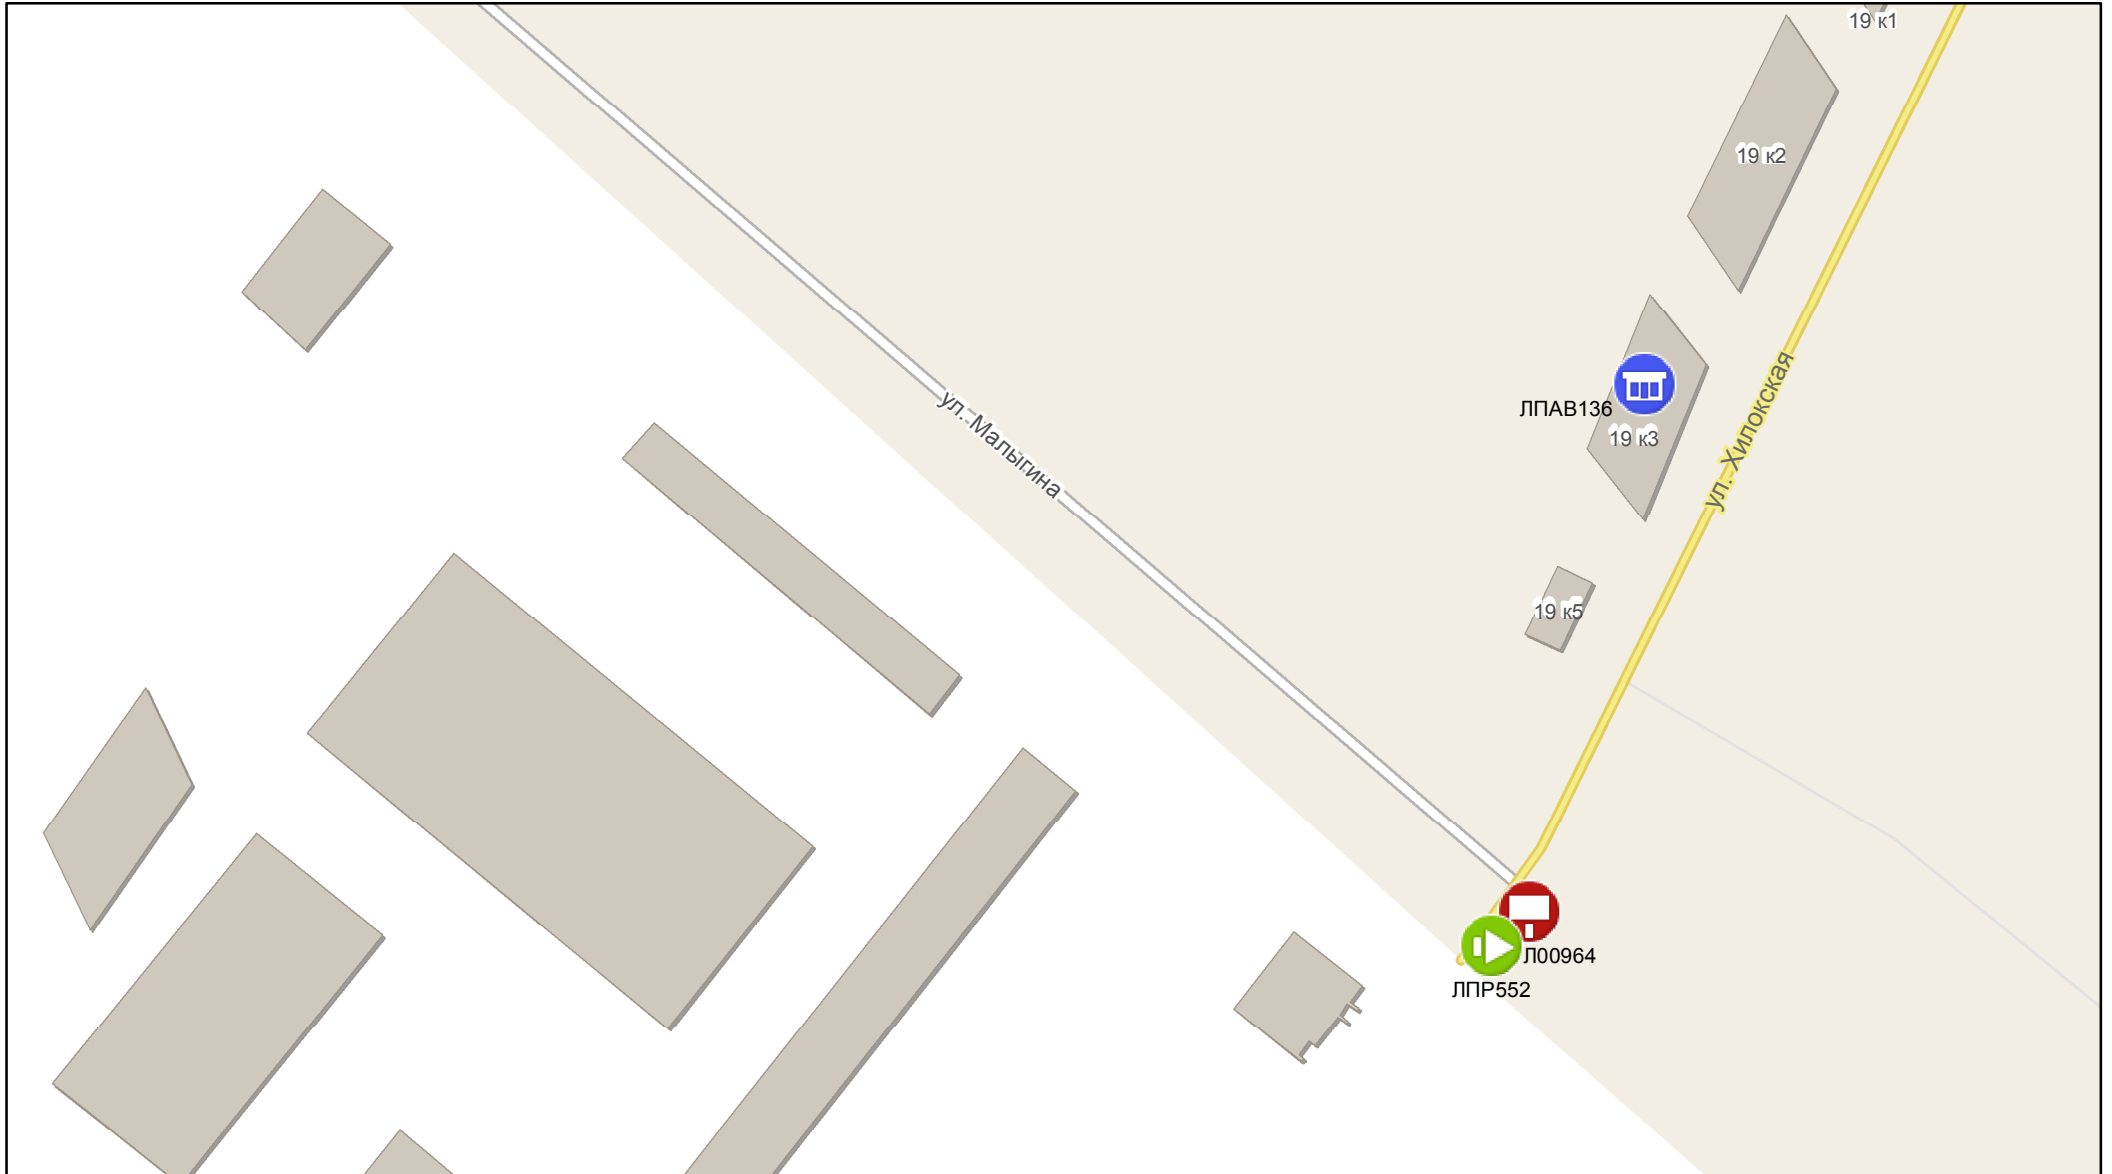 19 к1
19 к2
ЛПАВ136
19 к3
ул. Хилокская
ул. Малыгина
19 к5
Л00964
ЛПР552